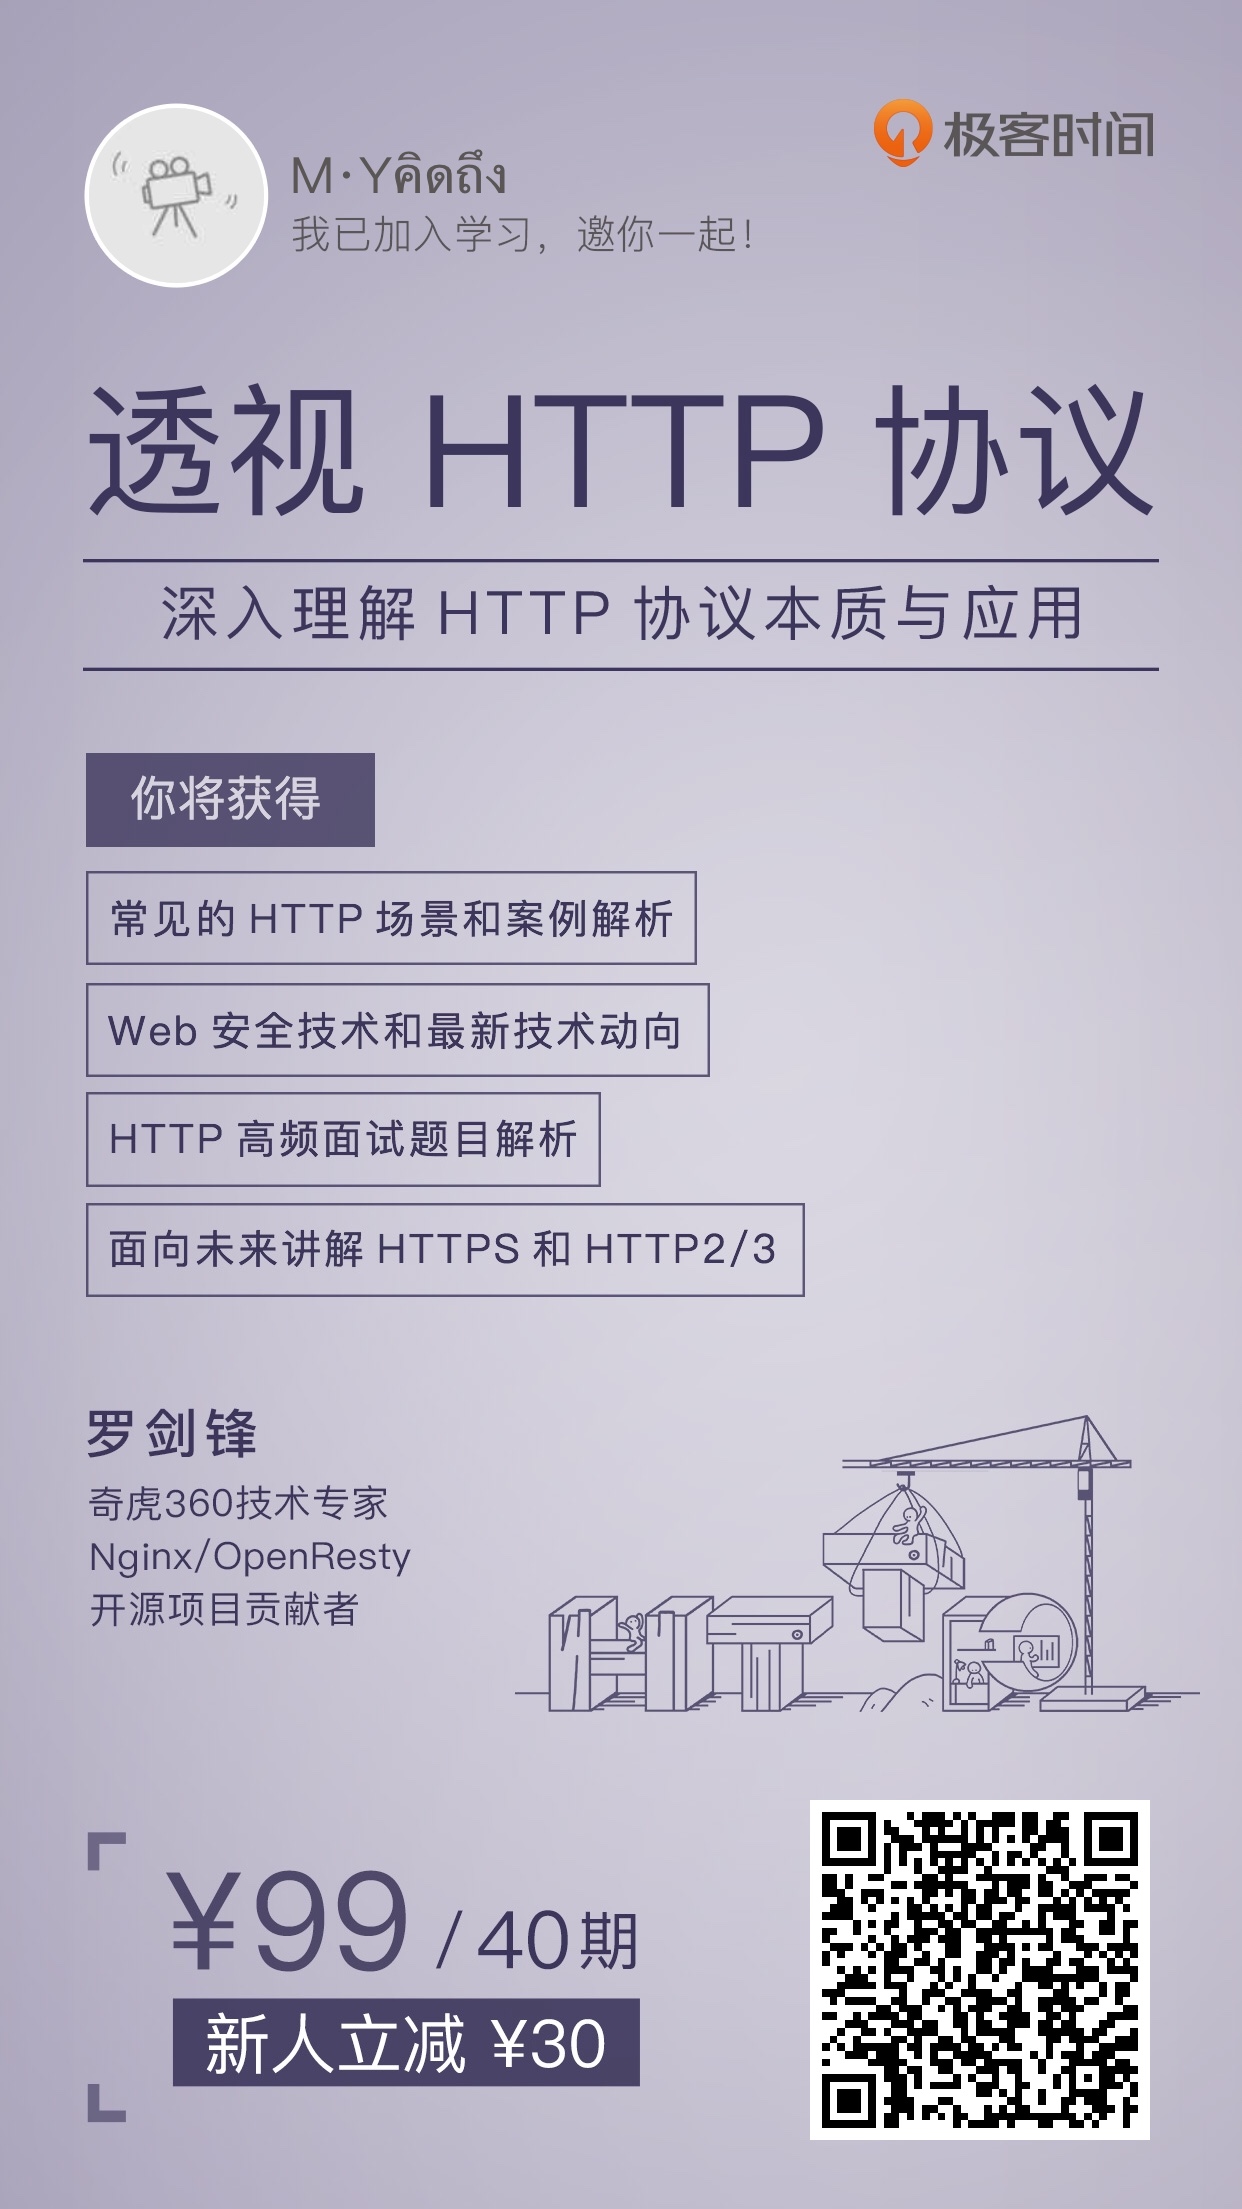 极客时间
M·Yคิดถึง
我已加入学习，邀你一起！
透视 HTTP 协议
深入理解 HTTP 协议本质与应用
你将获得
常见的 HTTP 场景和案例解析
Web 安全技术和最新技术动向
HTTP 高频面试题目解析
面向未来讲解 HTTPS 和 HTTP2/3
罗剑锋
奇虎360技术专家
Nginx/OpenResty
开源项目贡献者
¥99 / 40期
新人立减 ¥30